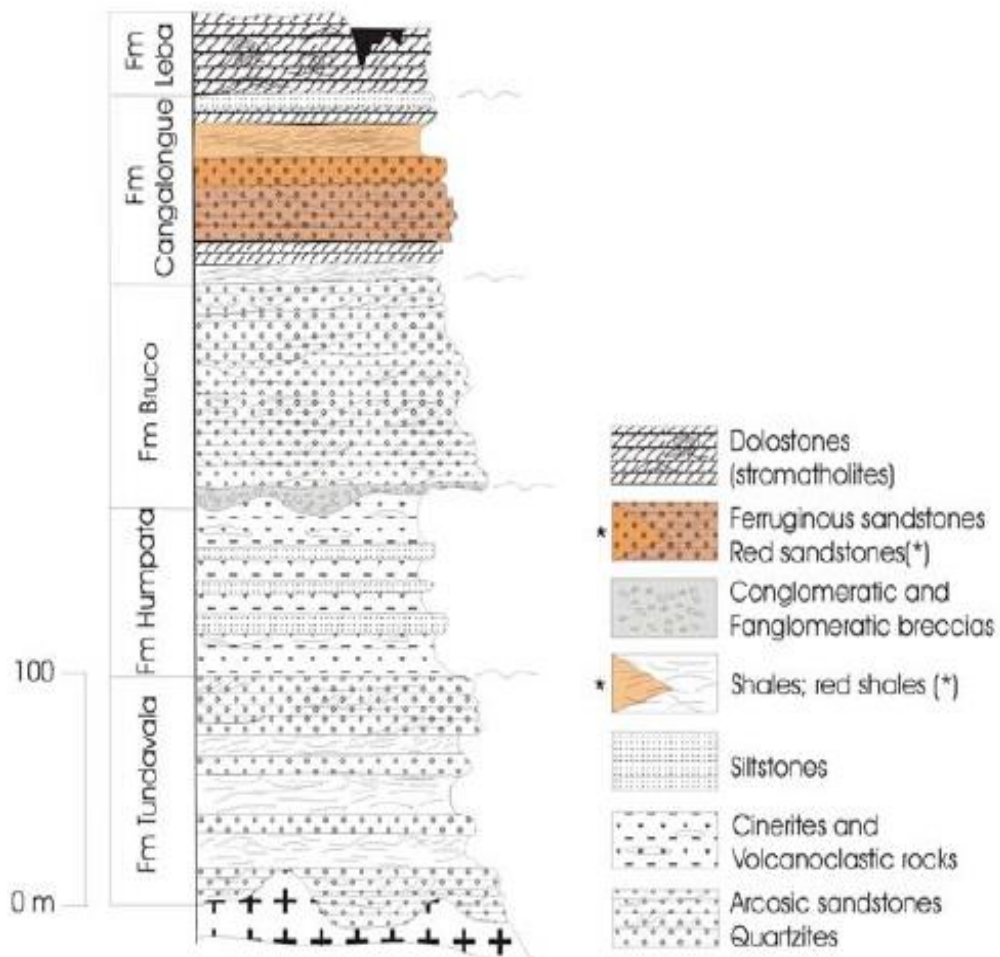 Fm
Leba
Fm
Cangalongue
Fm Bruco
Fm Humpata
Fm Tundavala
100
0 m
Dolostones
(stromatholites)
* Ferruginous sandstones
Red sandstones(*)
Conglomeratic and
Fanglomeratic breccias
* Shales; red shales (*)
Siltstones
Cinerites and
Volcanoclastic rocks
Arcosic sandstones
Quartzites